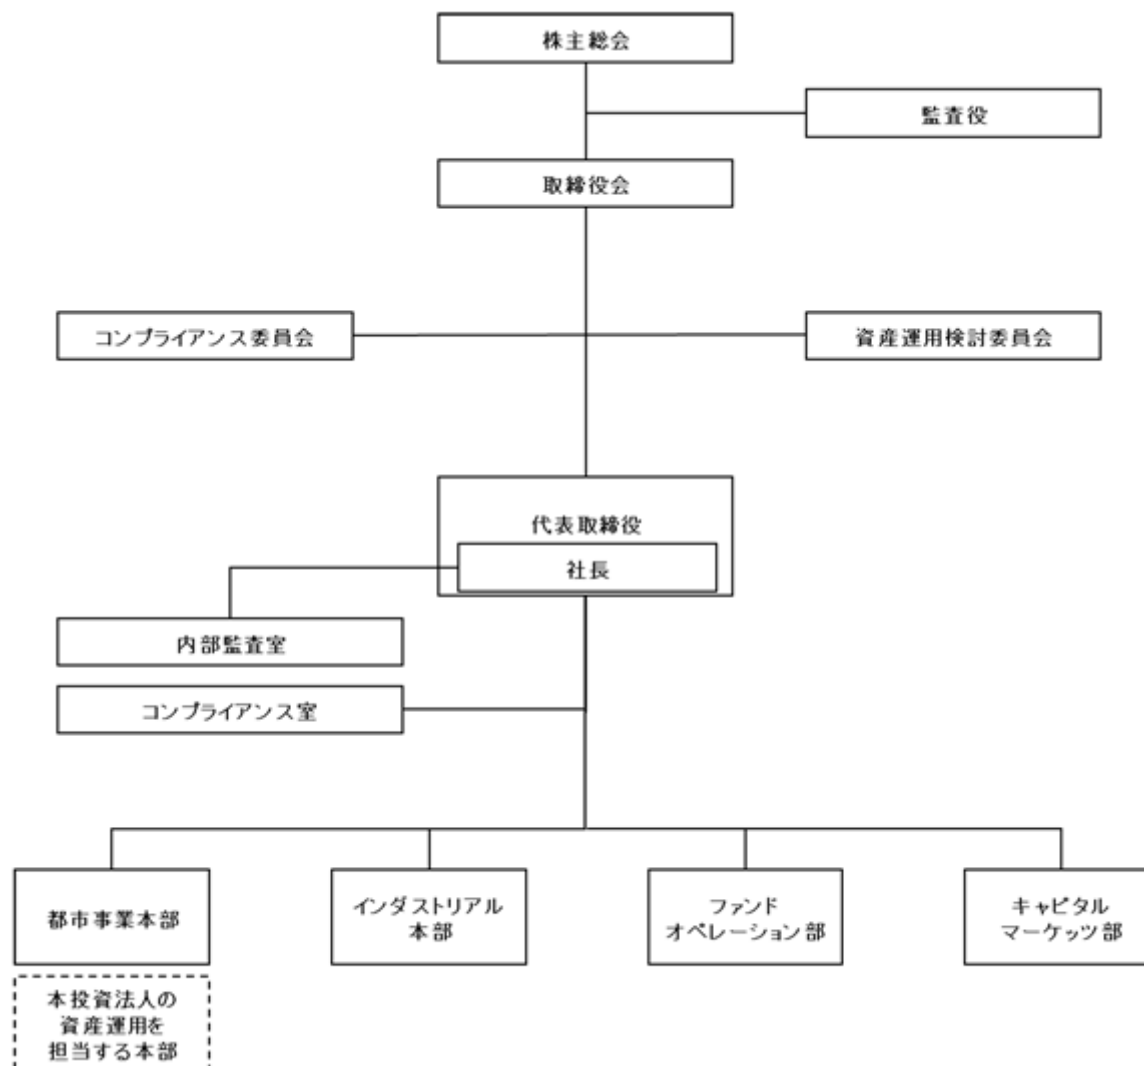 株主総会
監査役
取締役会
コンプライアンス委員会
資産運用検討委員会
代表取締役
社長
内部監査室
コンプライアンス室
都市事業本部
インダストリアル
本部
ファンド
オペレーション部
キャピタル
マーケッツ部
本投資法人の
資産運用を
担当する本部